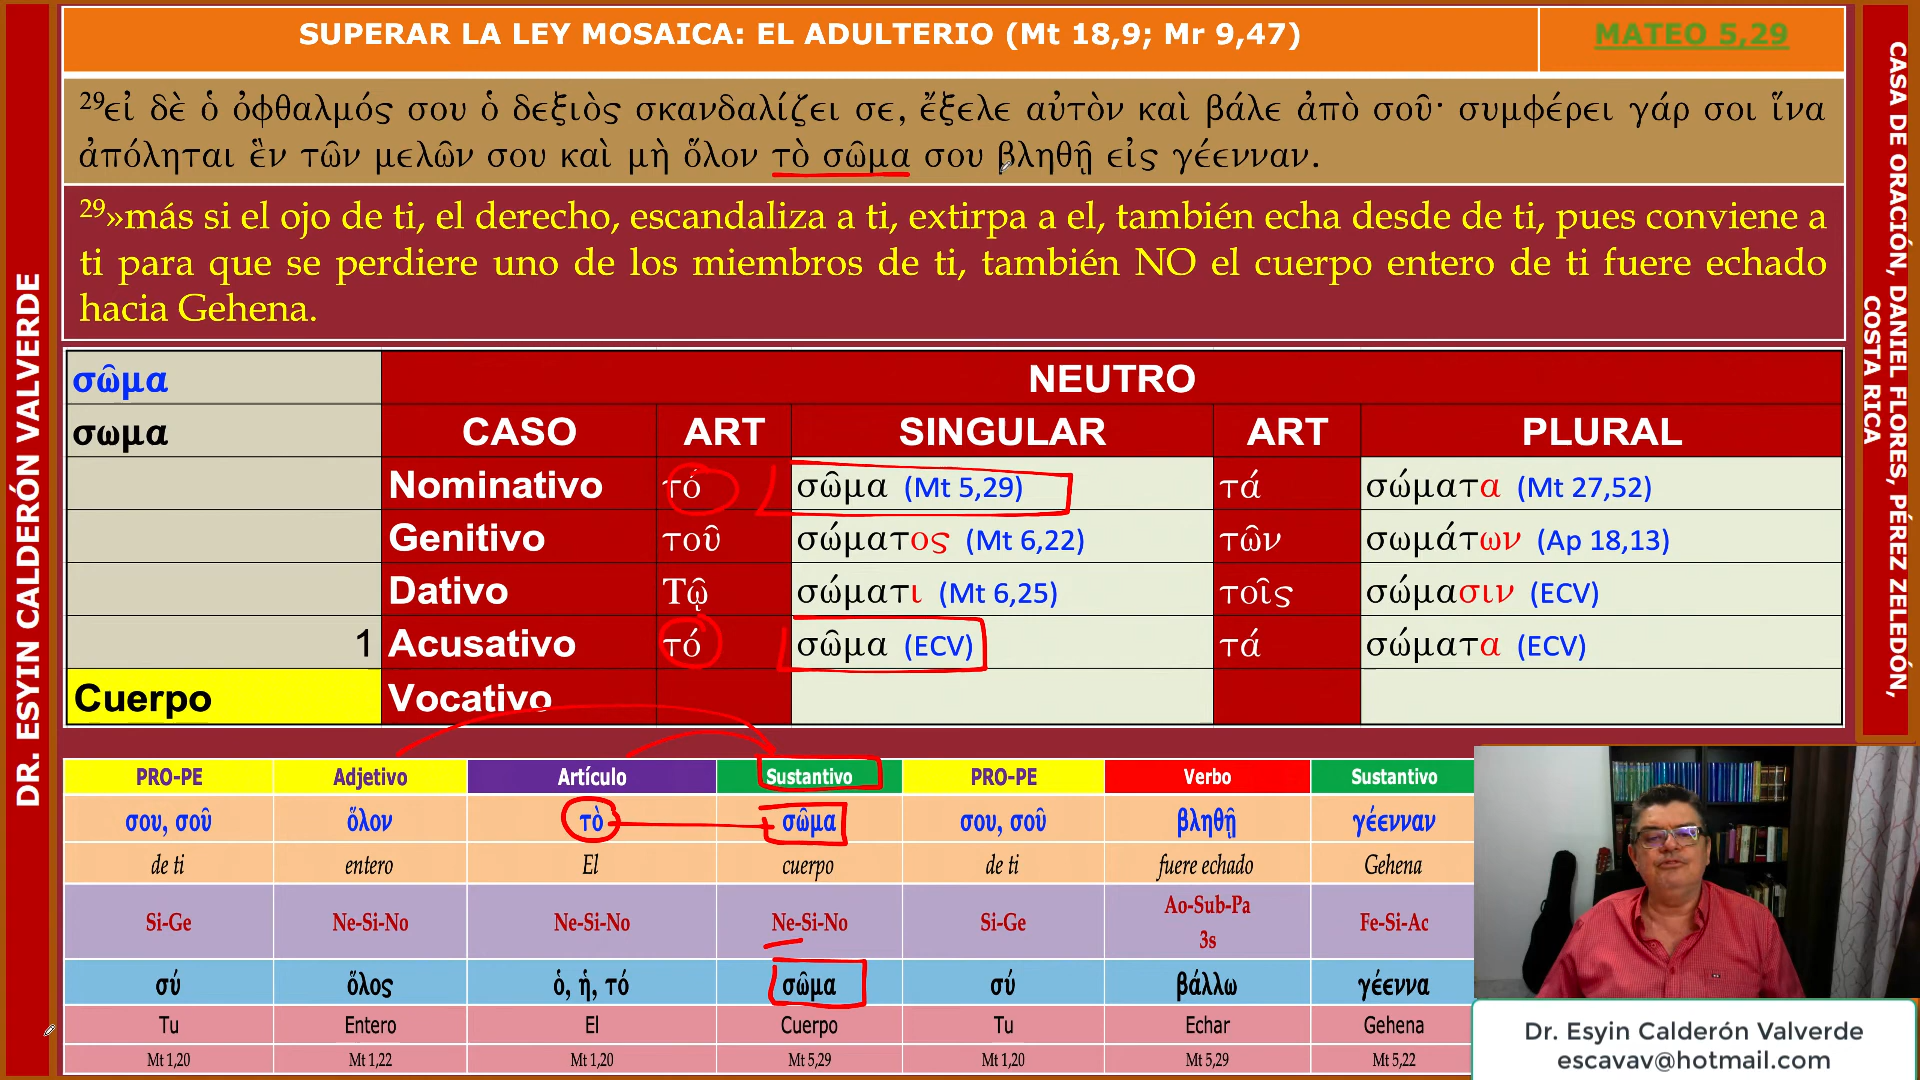 SUPERAR LA LEY MOSAICA: EL ADULTERIO (Mt 18,9; Mr 9,47)
MATEO 5,29
29εἰ δὲ ὁ ὀφθαλμός σου ὁ δεξιὸς σκανδαλίζει σε, ἔξελε αὐτὸν καὶ βάλε ἀπὸ σοῦ· συμφέρει γάρ σοι ἵνα
ἀπόληται ἓν τῶν μελῶν σου καὶ μὴ ὅλον τὸ σῶμα σου βληθῇ εἰς γέενναν.
29»más si el ojo de ti, el derecho, escandaliza a ti, extirpa a el, también echa desde de ti, pues conviene a
ti para que se perdiere uno de los miembros de ti, también NO el cuerpo entero de ti fuere echado
hacia Gehena.
σῶμα NEUTRO
σωμα CASO ART SINGULAR ART PLURAL
Nominativo τό σῶμα (Mt 5,29) τά σώματα (Mt 27,52)
Genitivo τοῦ σώματος (Mt 6,22) τῶν σωμάτων (Ap 18,13)
Dativo Τῷ σώματι (Mt 6,25) τοῖς σώμασιν (ECV)
1 Acusativo τό σῶμα (ECV) τά σώματα (ECV)
Cuerpo Vocativo
PRO-PE Adjetivo Artículo Sustantivo PRO-PE Verbo Sustantivo
σου, σοῦ ὅλον τὸ σῶμα σου, σοῦ βληθῇ γέενναν
de ti entero El cuerpo de ti fuere echado Gehena
Si-Ge Ne-Si-No Ne-Si-No Ne-Si-No Si-Ge Ao-Sub-Pa Fe-Si-Ac
3s
σύ ὅλος ὁ, ἡ, τό σῶμα σύ βάλλω γέεννα
Tu Entero El Cuerpo Tu Echar Gehena
Mt 1,20 Mt 1,22 Mt 1,20 Mt 5,29 Mt 1,20 Mt 5,29 Mt 5,22
DR. ESYIN CALDERÓN VALVERDE
CASA DE ORACIÓN, DANIEL FLORES, PÉREZ ZELEDÓN,
COSTA RICA
Dr. Esyin Calderón Valverde
escavav@hotmail.com